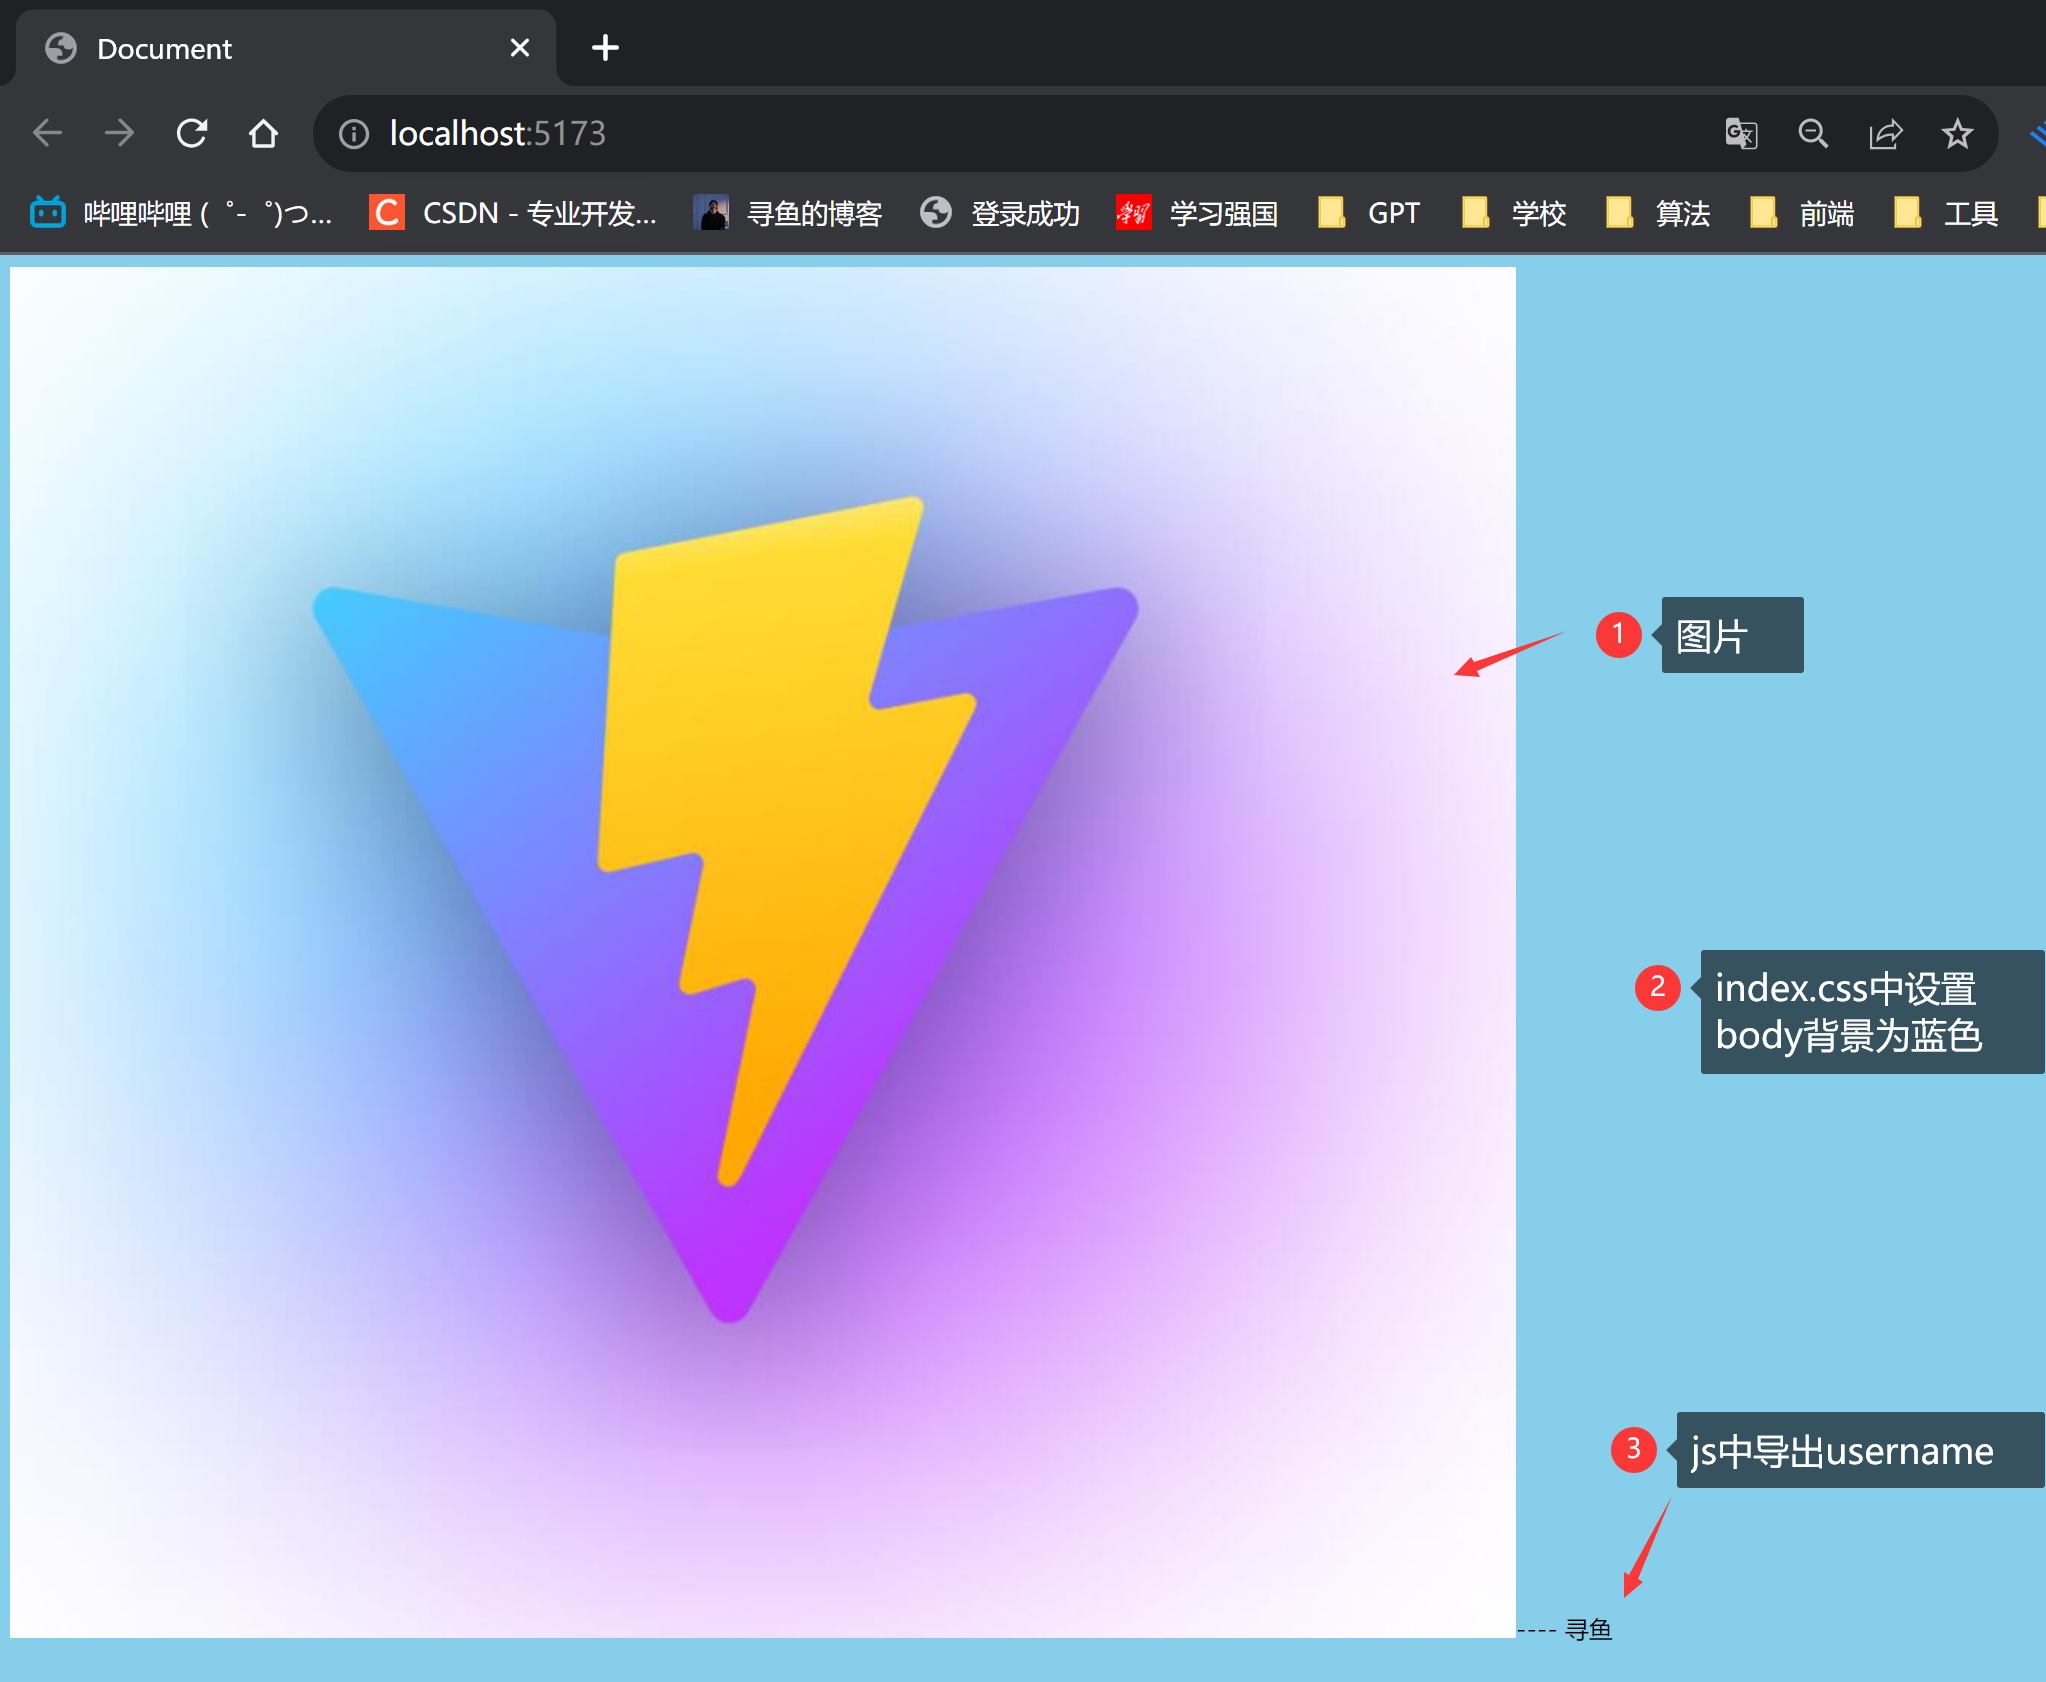 Document
localhost:5173
哔哩哔哩 ( ゜- ゜)つ...
CSDN - 专业开发...
寻鱼的博客
登录成功
学习强国
GPT
学校
算法
前端
工具
1 图片
2 index.css中设置
body背景为蓝色
3 js中导出username
---- 寻鱼